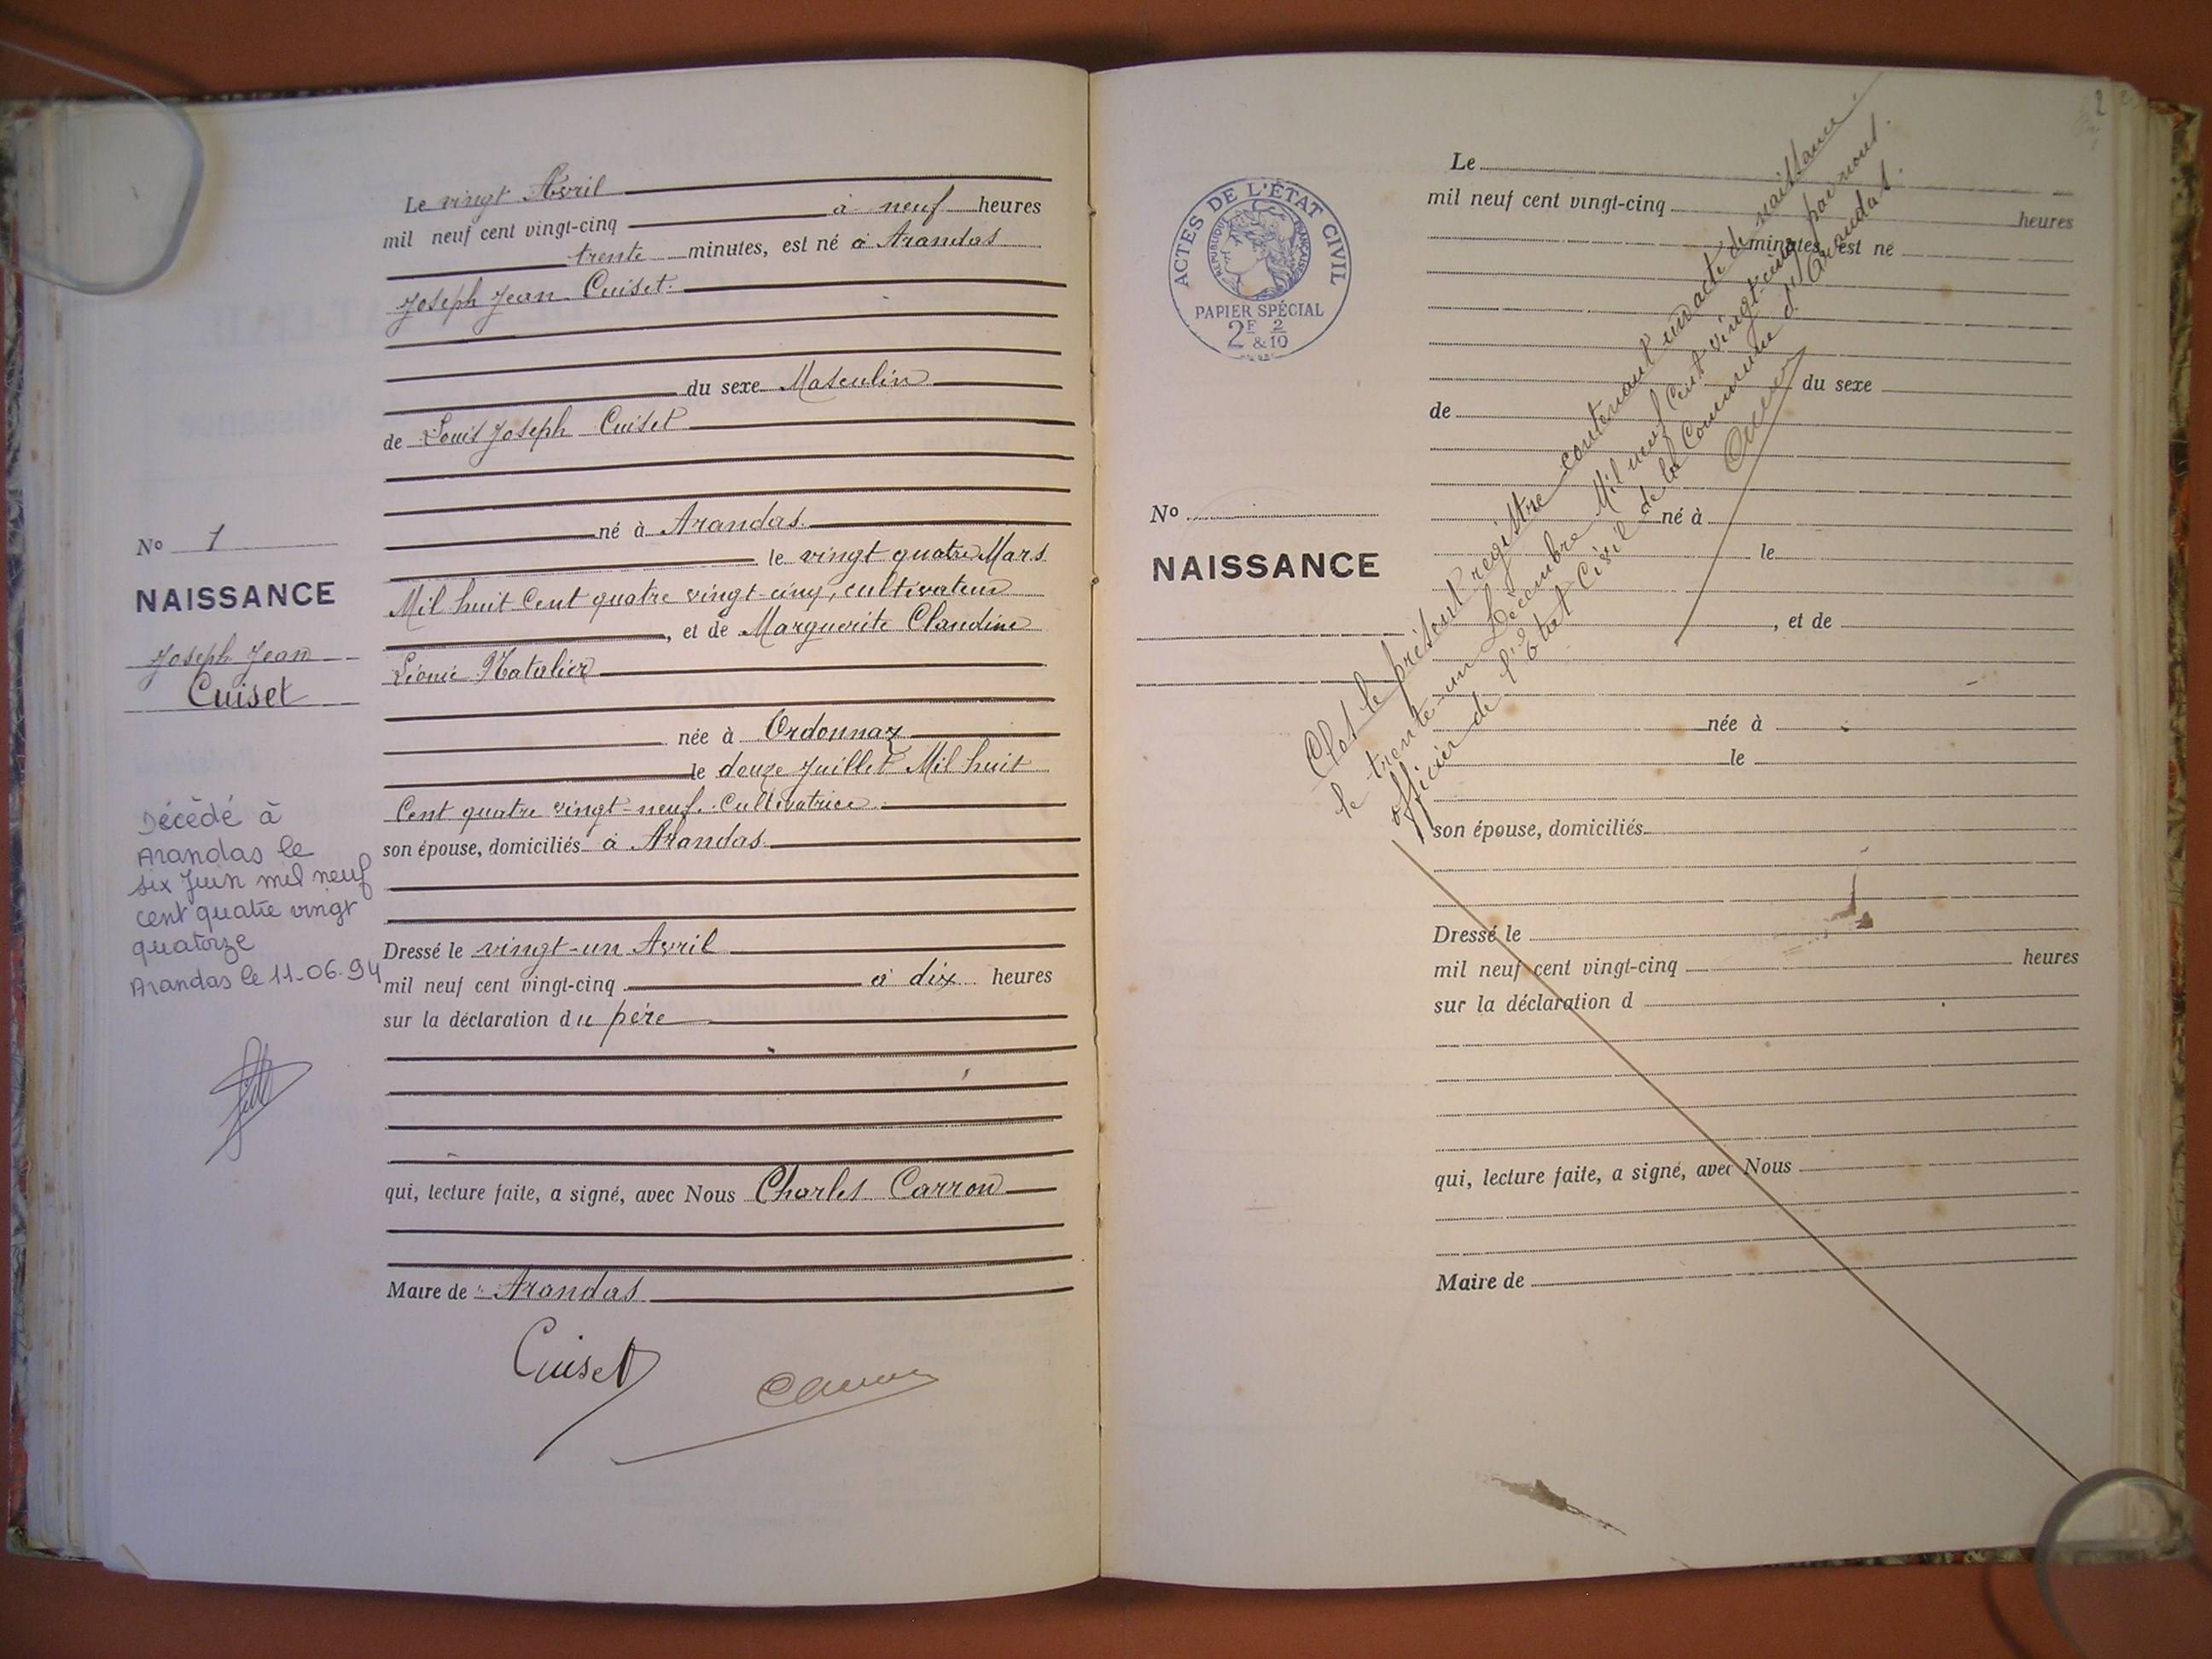 Le vingt Avril
mil neuf cent vingt-cinq à neuf heures
trente minutes, est né à Arandas
Joseph Jean Cuiset.
du sexe Masculin
de Louis Joseph Cuiset
né à Arandas
le vingt quatre Mars
Mil huit Cent quatre vingt-cinq, cultivateur
, et de Marguerite Claudine
Léonie
née à Ordonnaz
le douze Juillet Mil huit
Cent quatre vingt-neuf. Cultivatrice
son épouse, domiciliés à Arandas
Dressé le vingt-un Avril
mil neuf cent vingt-cinq à dix heures
sur la déclaration du père
qui, lecture faite, a signé, avec Nous Charles Carron
Maire de Arandas
Cuiset
No 1
NAISSANCE
Joseph Jean
Cuiset
Décédé à
Arandas le
six Juin mil neuf
cent quatre vingt
quatorze
Arandas le 11-06-94
2
ACTES DE L'ÉTAT CIVIL
RÉPUBLIQUE FRANÇAISE
PAPIER SPÉCIAL
2F & 2/10
No
NAISSANCE
Le
mil neuf cent vingt-cinq heures
minutes, est né
du sexe
de
né à
le
, et de
née à
le
son épouse, domiciliés
Dressé le
mil neuf cent vingt-cinq heures
sur la déclaration d
qui, lecture faite, a signé, avec Nous
Maire de
Clos le présent registre contenant un acte de naissance
le trente-un Décembre Mil neuf Cent vingt-cinq par nous
officier de l'état Civil de la Commune d'Arandas.